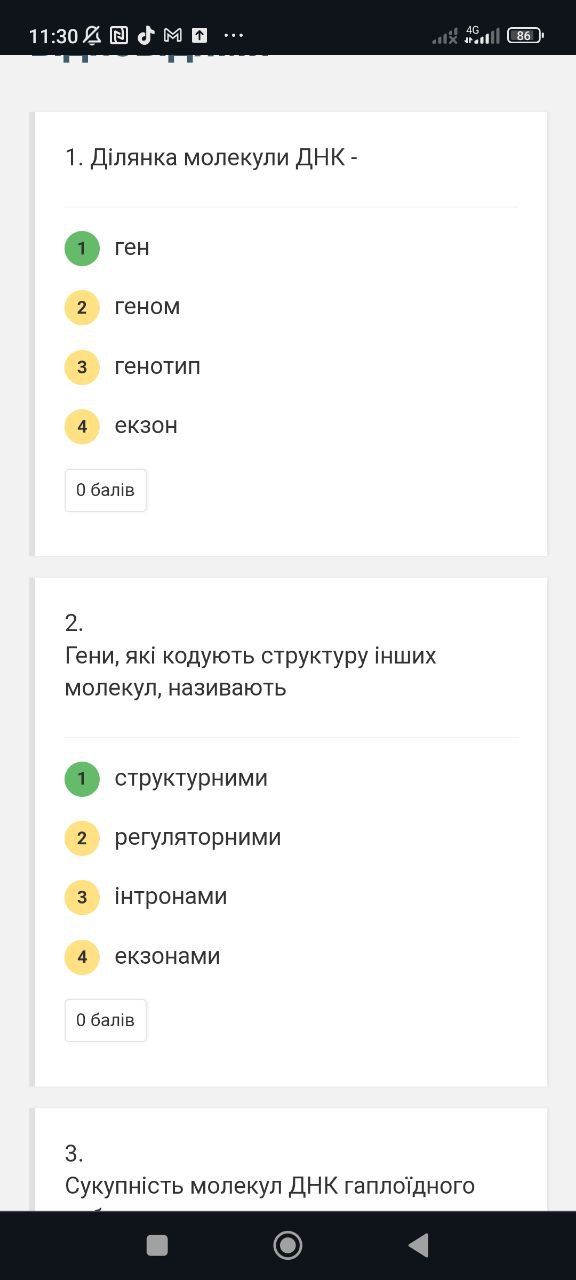 11:30
4G
86
1. Ділянка молекули ДНК -
1 ген
2 геном
3 генотип
4 екзон
0 балів
2.
Гени, які кодують структуру інших
молекул, називають
1 структурними
2 регуляторними
3 інтронами
4 екзонами
0 балів
3.
Сукупність молекул ДНК гаплоїдного